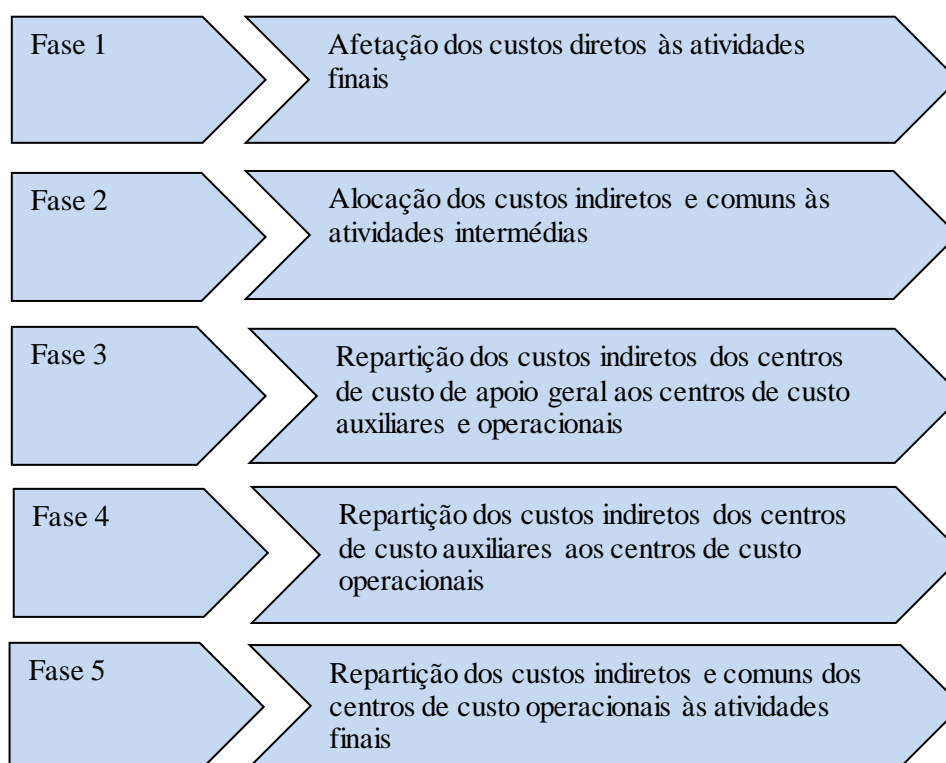 Fase 1
Afetação dos custos diretos às atividades
finais
Fase 2
Alocação dos custos indiretos e comuns às
atividades intermédias
Fase 3
Repartição dos custos indiretos dos centros
de custo de apoio geral aos centros de custo
auxiliares e operacionais
Fase 4
Repartição dos custos indiretos dos centros
de custo auxiliares aos centros de custo
operacionais
Fase 5
Repartição dos custos indiretos e comuns dos
centros de custo operacionais às atividades
finais